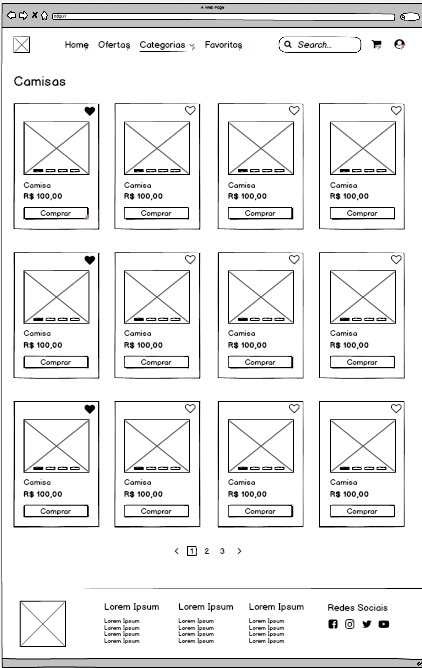 A Web Page
http://
Home Ofertas Categorias Favoritos Search...
Camisas
Camisa Camisa Camisa Camisa
R$ 100,00 R$ 100,00 R$ 100,00 R$ 100,00
Comprar Comprar Comprar Comprar
Camisa Camisa Camisa Camisa
R$ 100,00 R$ 100,00 R$ 100,00 R$ 100,00
Comprar Comprar Comprar Comprar
Camisa Camisa Camisa Camisa
R$ 100,00 R$ 100,00 R$ 100,00 R$ 100,00
Comprar Comprar Comprar Comprar
1 2 3
Lorem Ipsum Lorem Ipsum Lorem Ipsum Redes Sociais
Lorem Ipsum Lorem Ipsum Lorem Ipsum
Lorem Ipsum Lorem Ipsum Lorem Ipsum
Lorem Ipsum Lorem Ipsum Lorem Ipsum
Lorem Ipsum Lorem Ipsum Lorem Ipsum